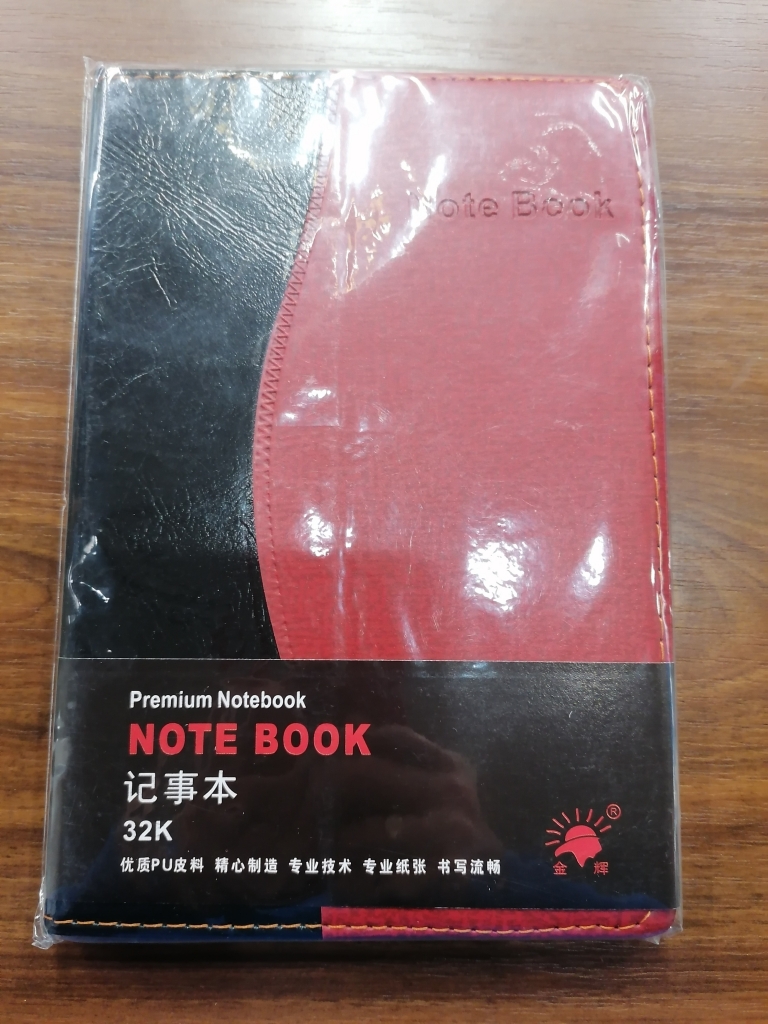 Note Book
Premium Notebook
NOTE BOOK
记事本
32K
优质PU皮料 精心制造 专业技术 专业纸张 书写流畅
®
金辉